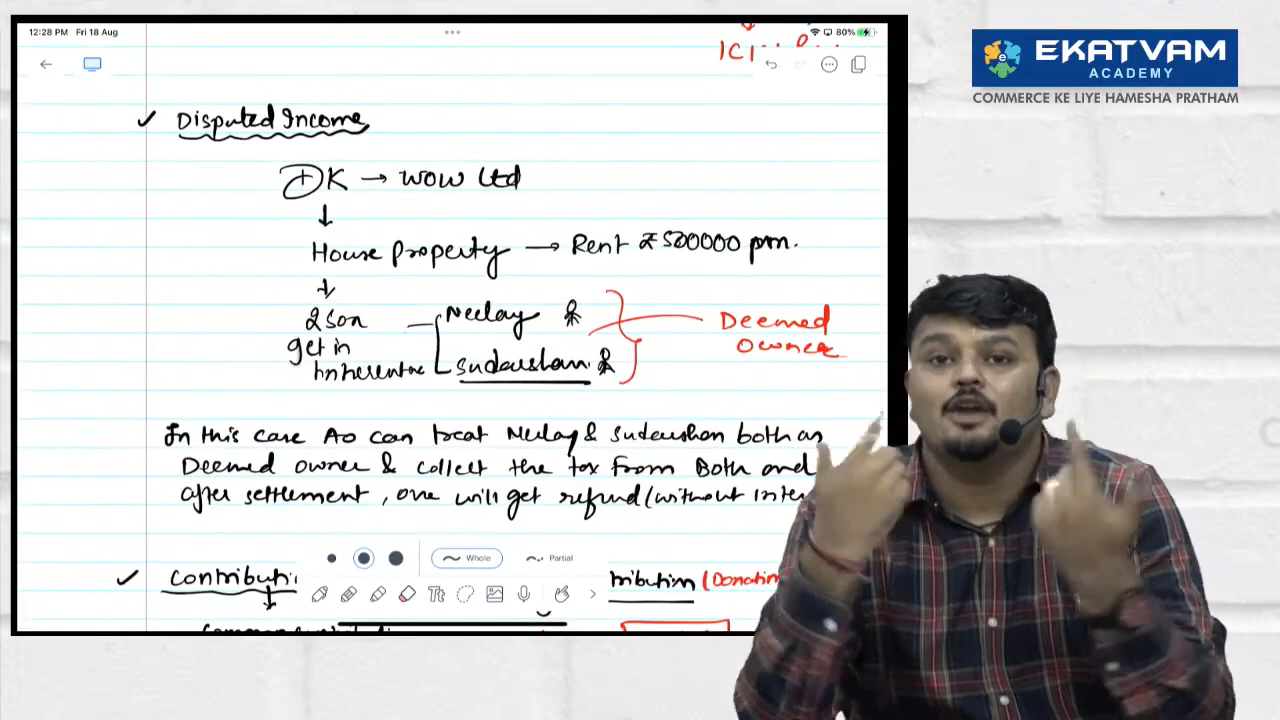 12:28 PM Fri 18 Aug
80%
EKATVAM
ACADEMY
COMMERCE KE LIYE HAMESHA PRATHAM
Disputed Income
DK → WOW Ltd
House Property → Rent ₹500000 pm.
2 Son
get in
Neelay
Sudarshan
Deemed
owner
In this case AO can treat Neelay & Sudarshan both as
Deemed owner & collect the tax from Both and
after settlement, one will get refund (without Inter
Whole
Partial
Contributi
tribution (Donation